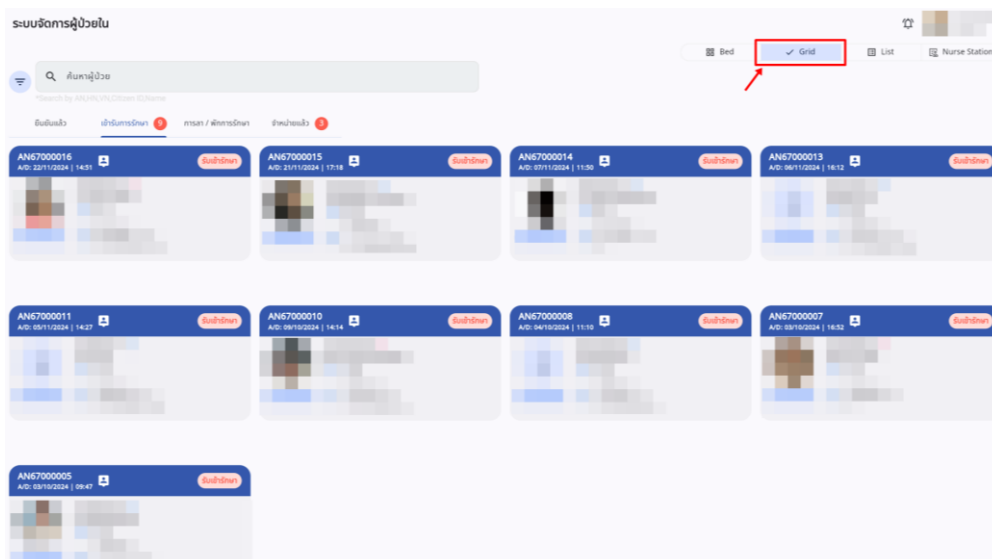 ระบบจัดการผู้ป่วยใน
Bed Grid List Nurse Station
ค้นหาผู้ป่วย
*Search by AN,HN,VN,Citizen ID,Name
ยืนยันแล้ว เข้ารับการรักษา 9 การลา / พักการรักษา จำหน่ายแล้ว 3
AN67000016 รับเข้ารักษา AN67000015 รับเข้ารักษา AN67000014 รับเข้ารักษา AN67000013 รับเข้ารักษา
A/D: 22/11/2024 | 14:51 A/D: 21/11/2024 | 17:18 A/D: 07/11/2024 | 11:50 A/D: 06/11/2024 | 16:12
AN67000011 รับเข้ารักษา AN67000010 รับเข้ารักษา AN67000008 รับเข้ารักษา AN67000007 รับเข้ารักษา
A/D: 05/11/2024 | 14:27 A/D: 09/10/2024 | 14:14 A/D: 04/10/2024 | 11:10 A/D: 03/10/2024 | 16:52
AN67000005 รับเข้ารักษา
A/D: 03/10/2024 | 09:47